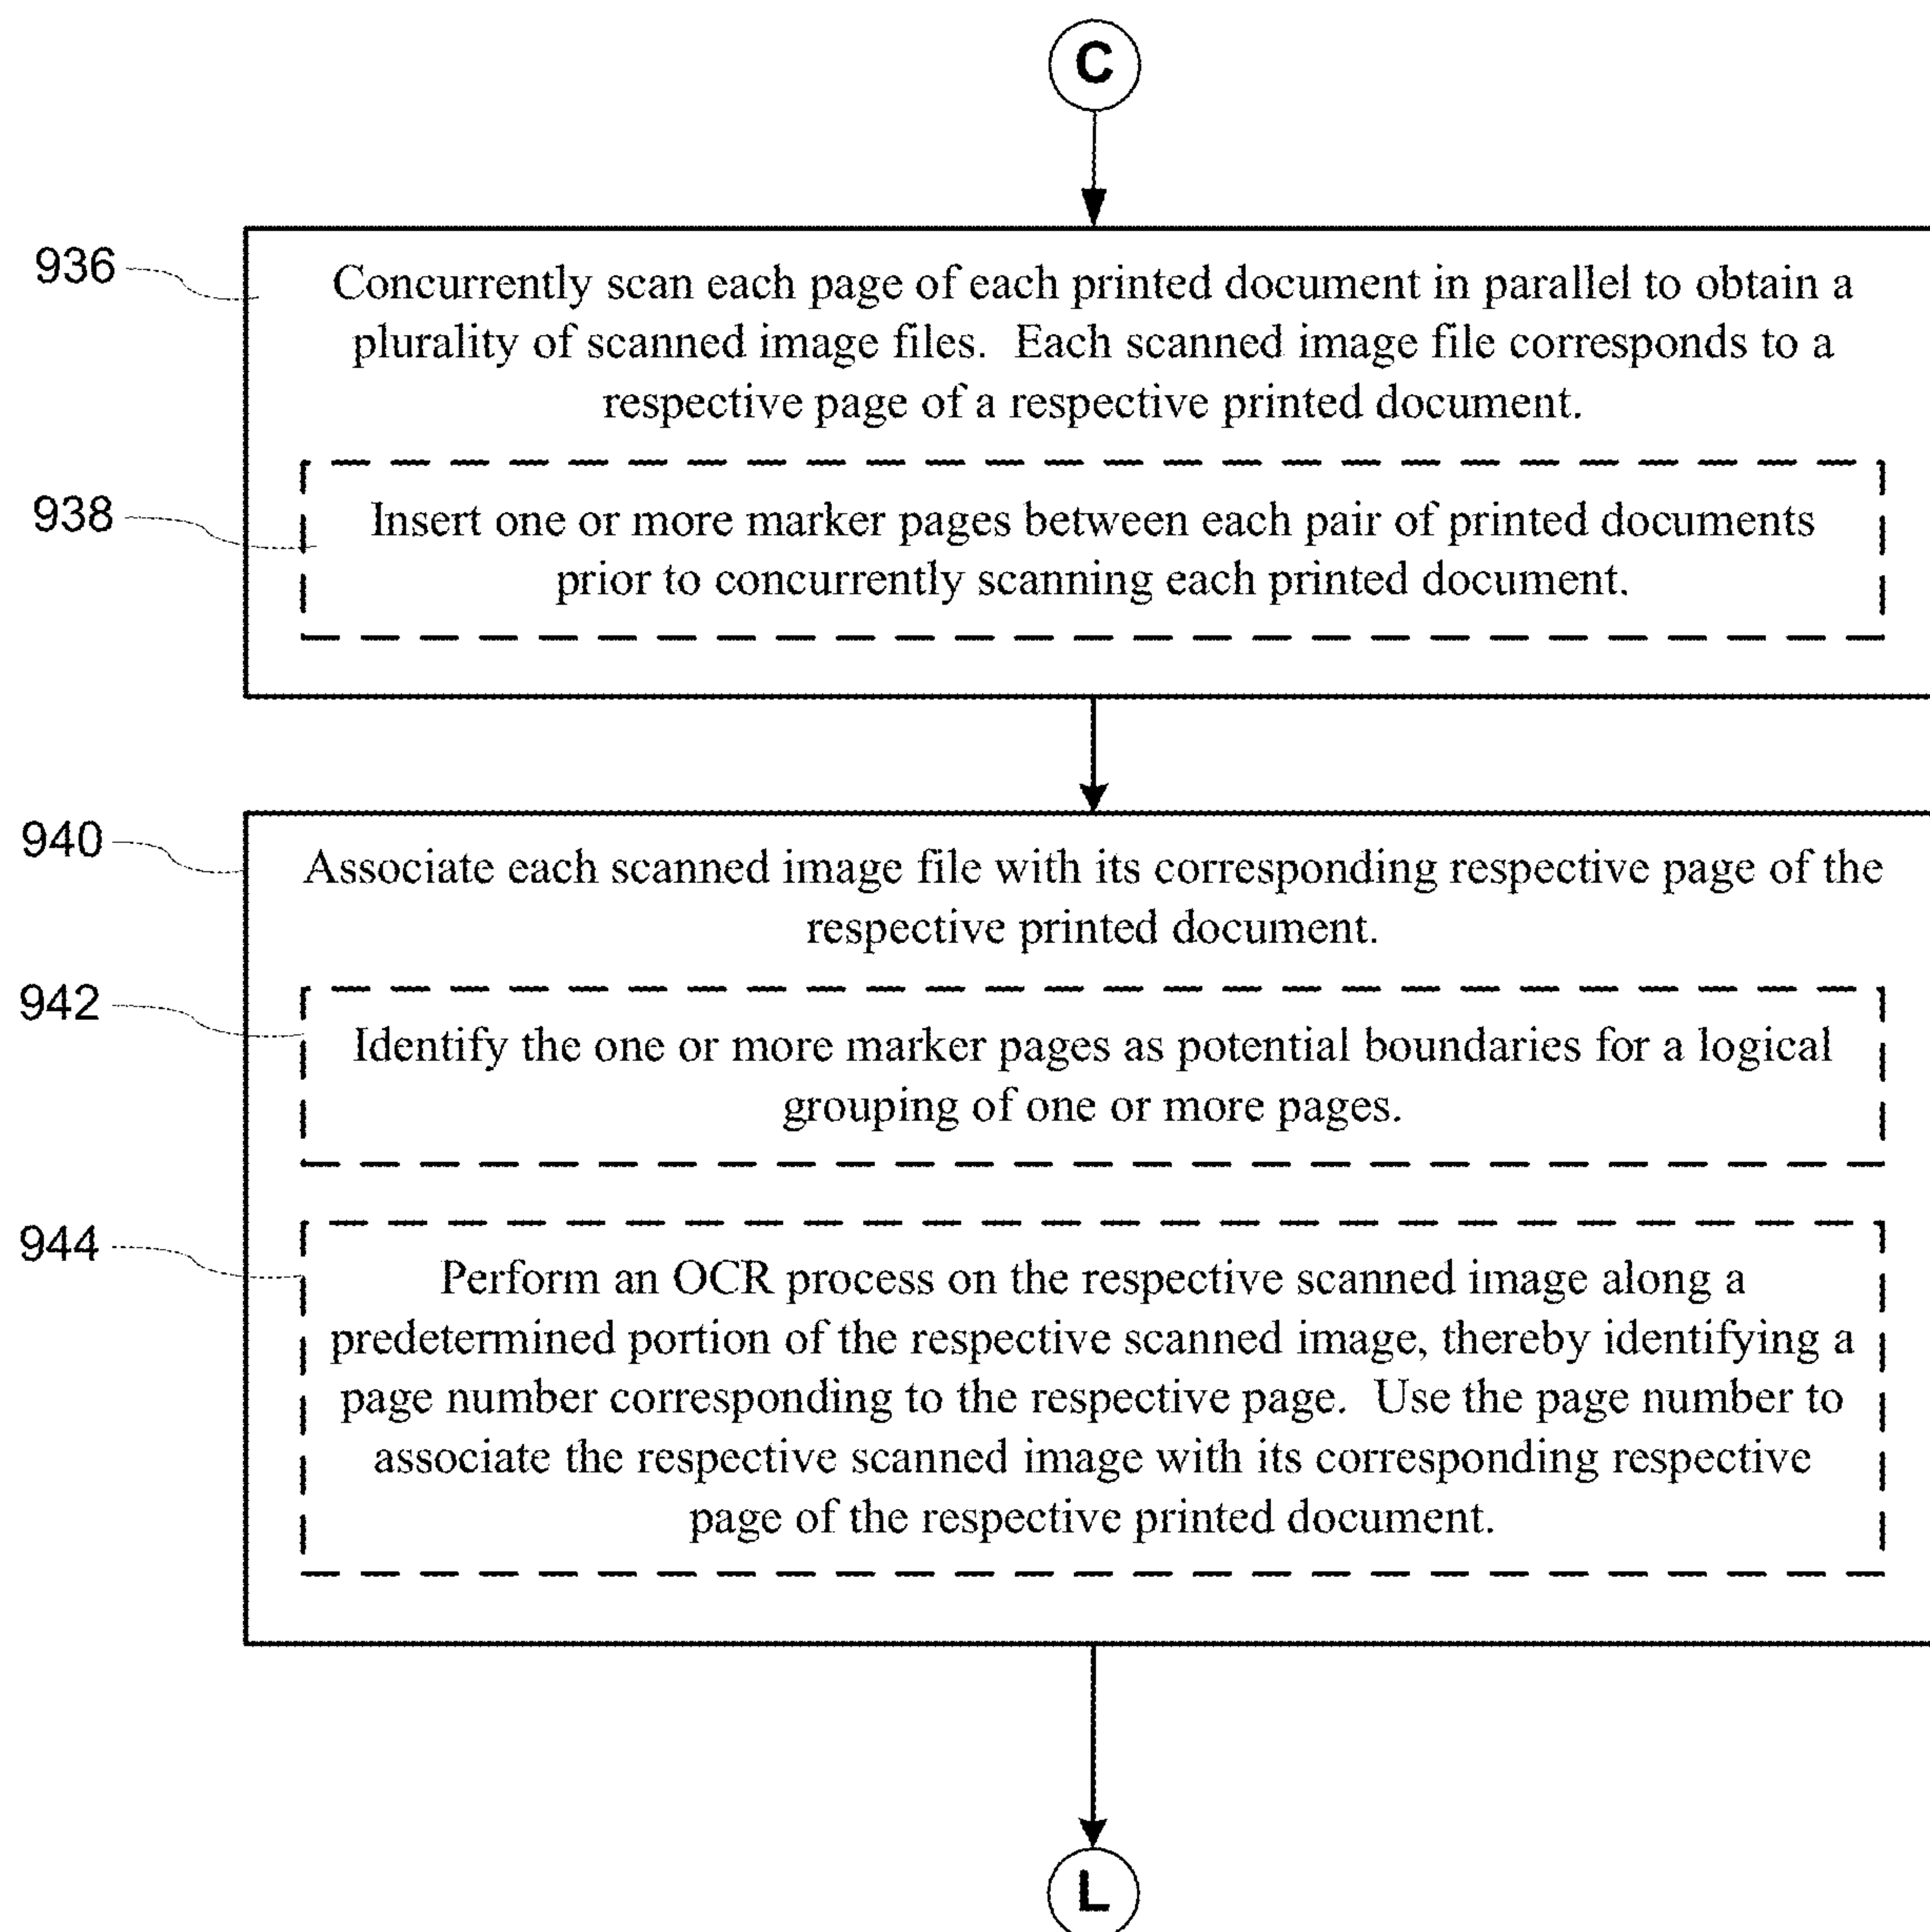 C
936
Concurrently scan each page of each printed document in parallel to obtain a
plurality of scanned image files.  Each scanned image file corresponds to a
respective page of a respective printed document.
938
Insert one or more marker pages between each pair of printed documents
prior to concurrently scanning each printed document.
940
Associate each scanned image file with its corresponding respective page of the
respective printed document.
942
Identify the one or more marker pages as potential boundaries for a logical
grouping of one or more pages.
944
Perform an OCR process on the respective scanned image along a
predetermined portion of the respective scanned image, thereby identifying a
page number corresponding to the respective page.  Use the page number to
associate the respective scanned image with its corresponding respective
page of the respective printed document.
L